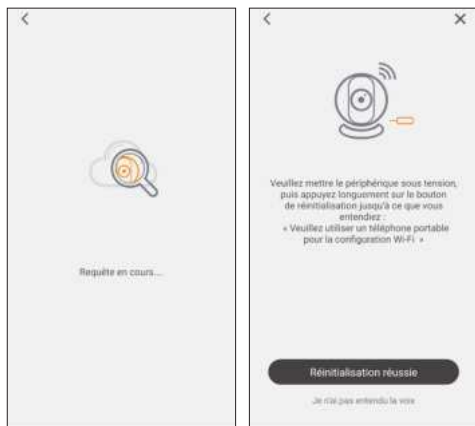 Requête en cours...
Veuillez mettre le périphérique sous tension,
puis appuyez longuement sur le bouton
de réinitialisation jusqu'à ce que vous
entendiez :
« Veuillez utiliser un téléphone portable
pour la configuration Wi-Fi »
Réinitialisation réussie
Je n'ai pas entendu la voix